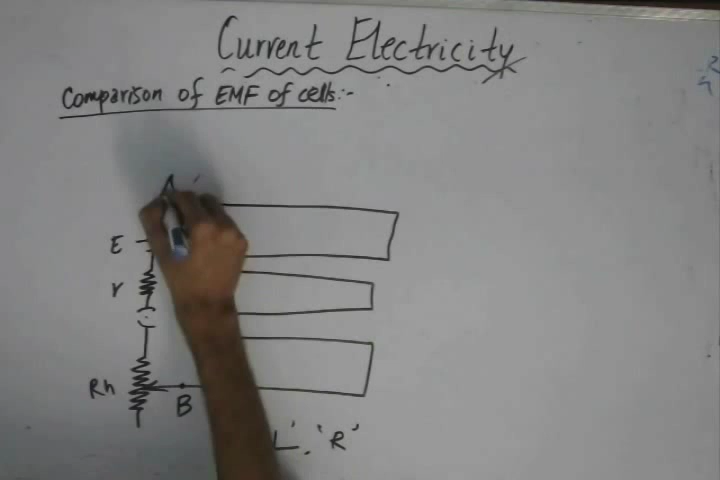 Current Electricity
Comparison of EMF of cells:-
A
E
r
Rh
B
L, 'R'